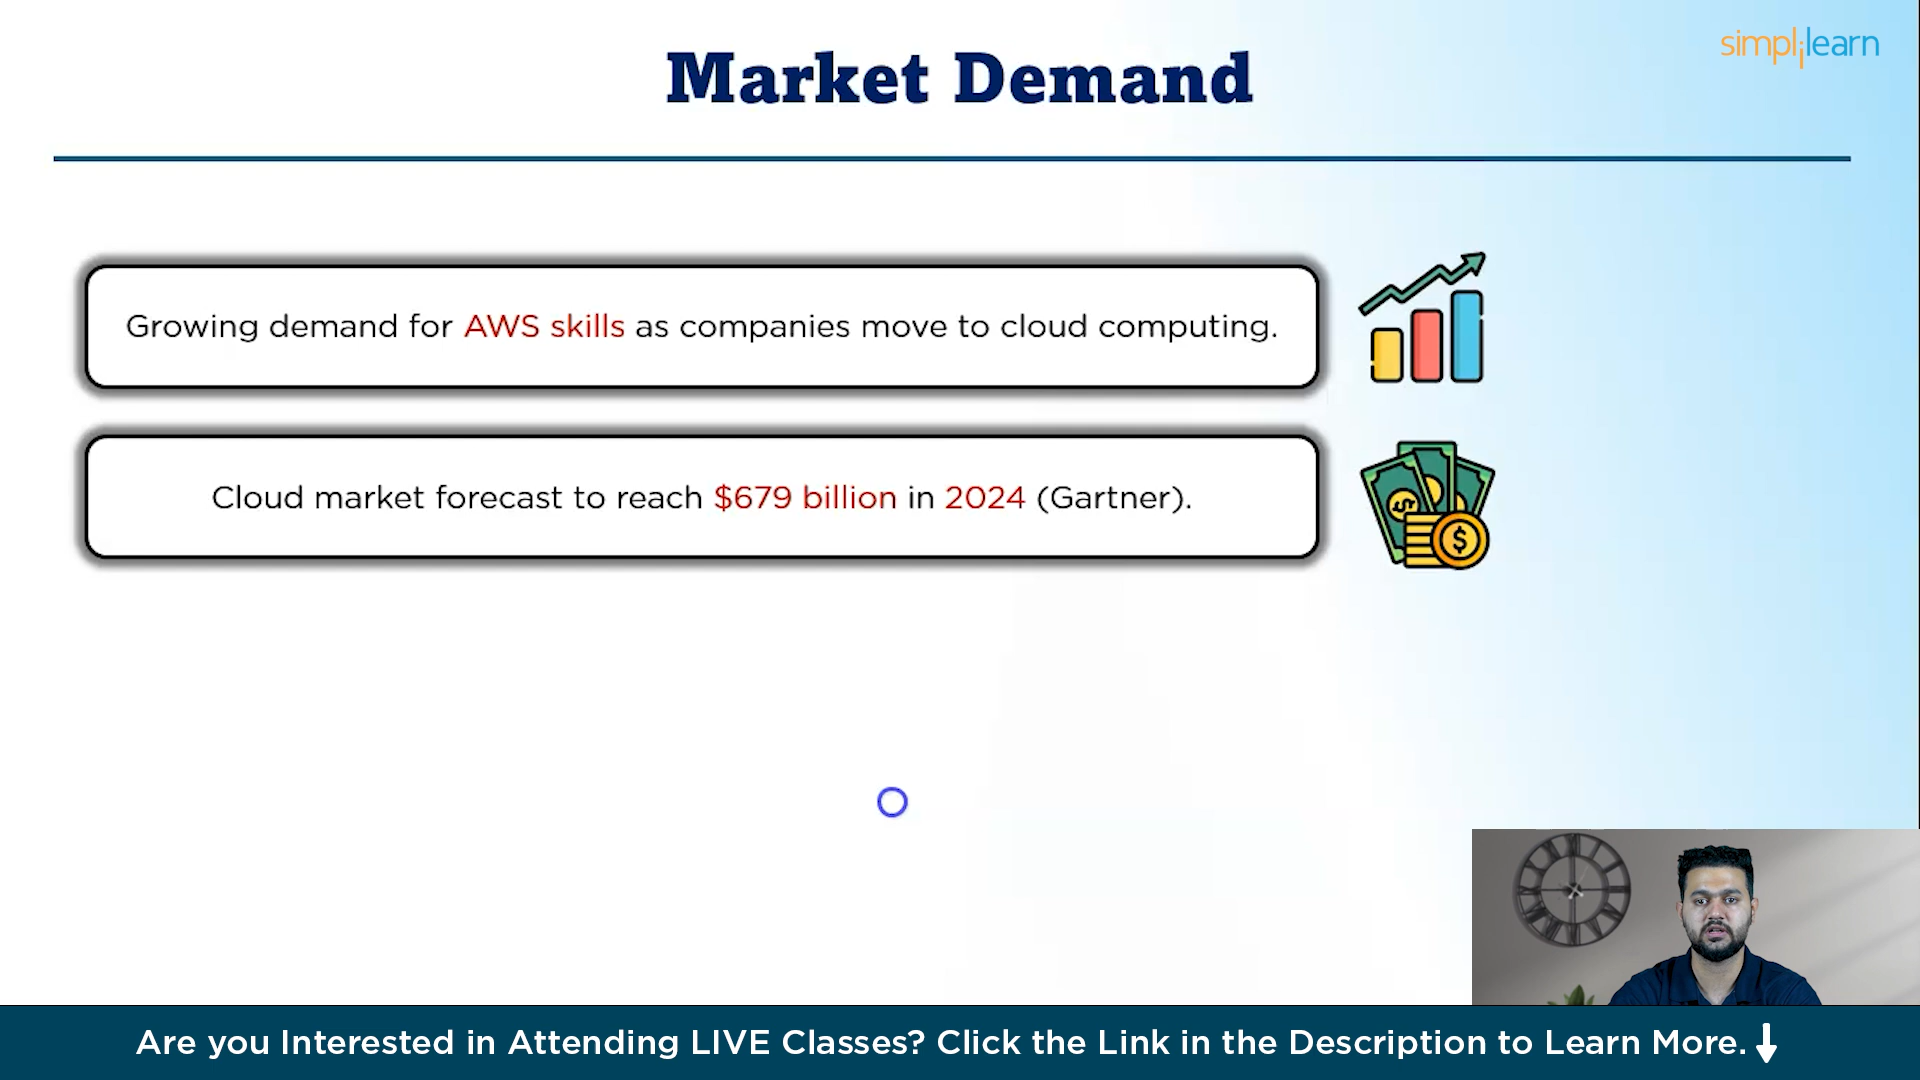 simplilearn
Market Demand
Growing demand for AWS skills as companies move to cloud computing.
Cloud market forecast to reach $679 billion in 2024 (Gartner).
Are you Interested in Attending LIVE Classes? Click the Link in the Description to Learn More.